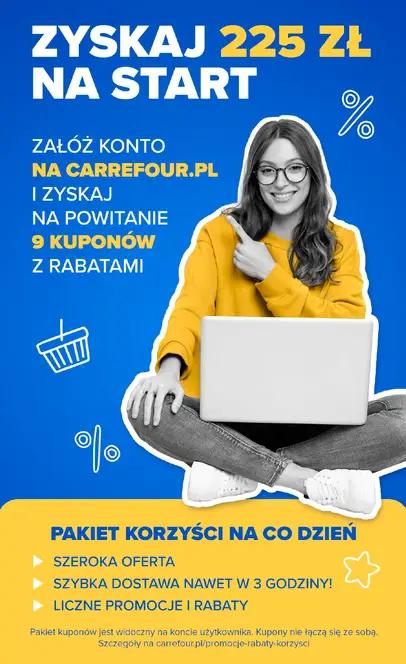 ZYSKAJ 225 ZŁ
NA START
ZAŁÓŻ KONTO
NA CARREFOUR.PL
I ZYSKAJ
NA POWITANIE
9 KUPONÓW
Z RABATAMI
PAKIET KORZYŚCI NA CO DZIEŃ
SZEROKA OFERTA
SZYBKA DOSTAWA NAWET W 3 GODZINY!
LICZNE PROMOCJE I RABATY
Pakiet kuponów jest widoczny na koncie użytkownika. Kupony nie łączą się ze sobą.
Szczegóły na carrefour.pl/promocje-rabaty-korzysci